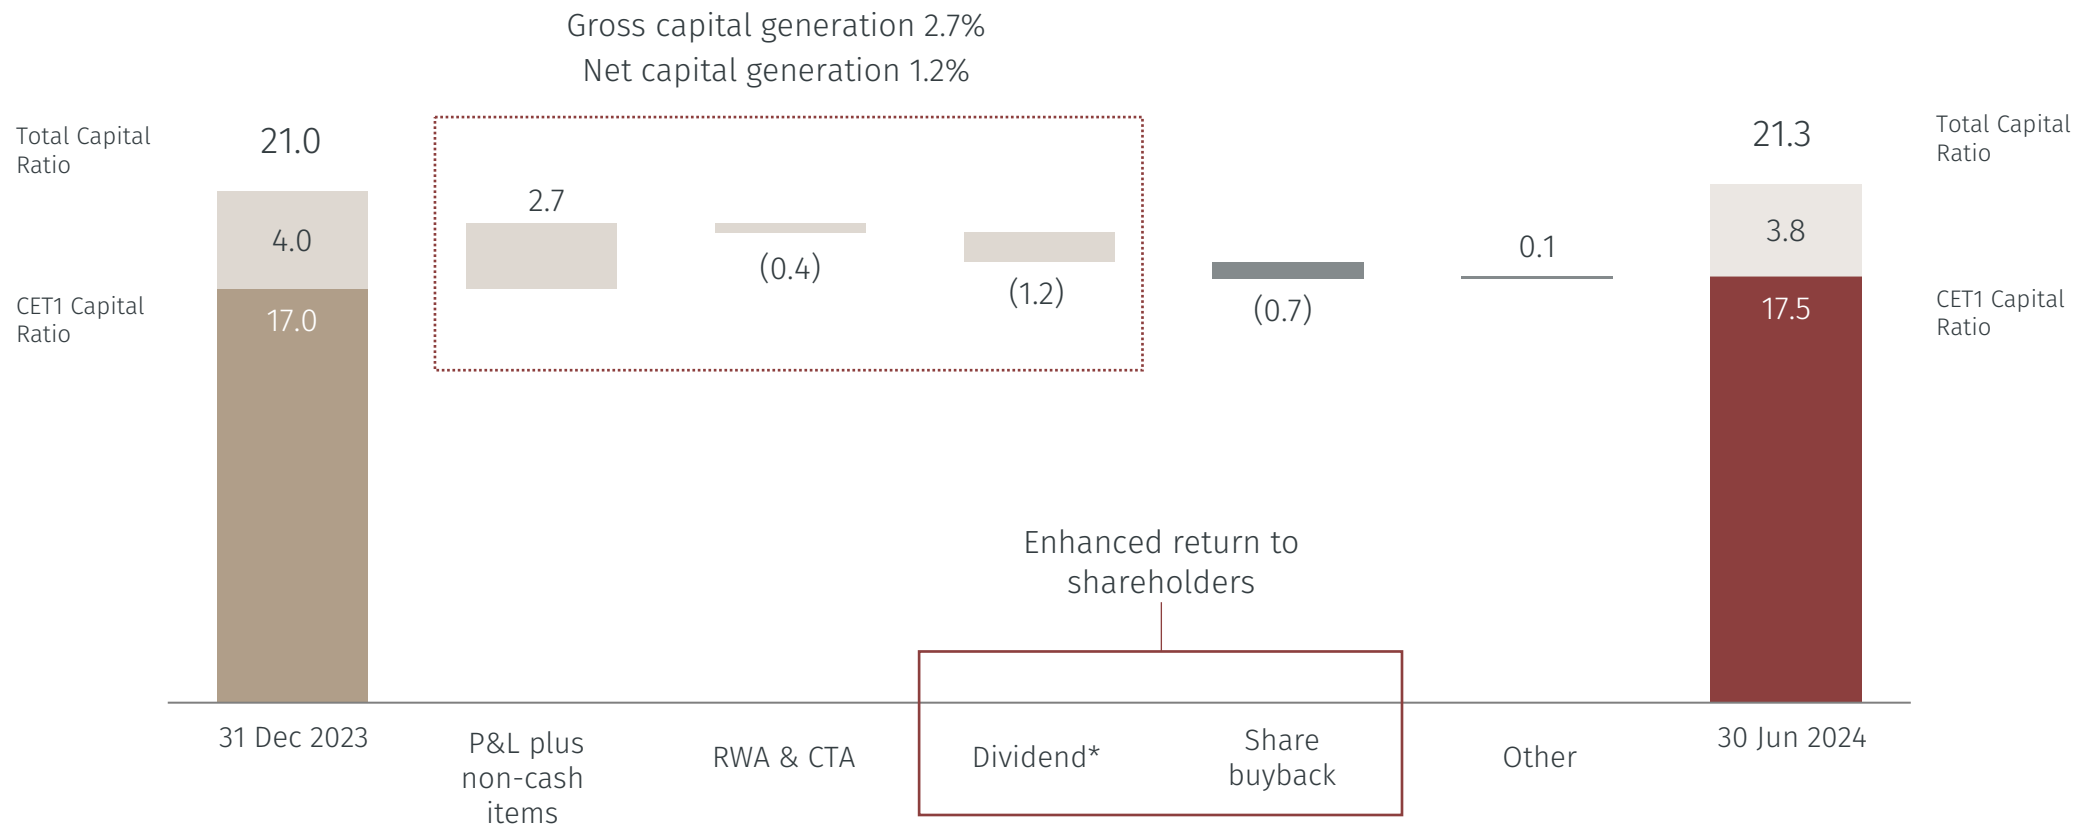 Gross capital generation 2.7%
Net capital generation 1.2%
Total Capital
Ratio
21.0
4.0
CET1 Capital
Ratio
17.0
2.7
(0.4)
(1.2)
(0.7)
0.1
21.3
3.8
17.5
Total Capital
Ratio
CET1 Capital
Ratio
Enhanced return to
shareholders
31 Dec 2023
P&L plus
non-cash
items
RWA & CTA
Dividend*
Share
buyback
Other
30 Jun 2024